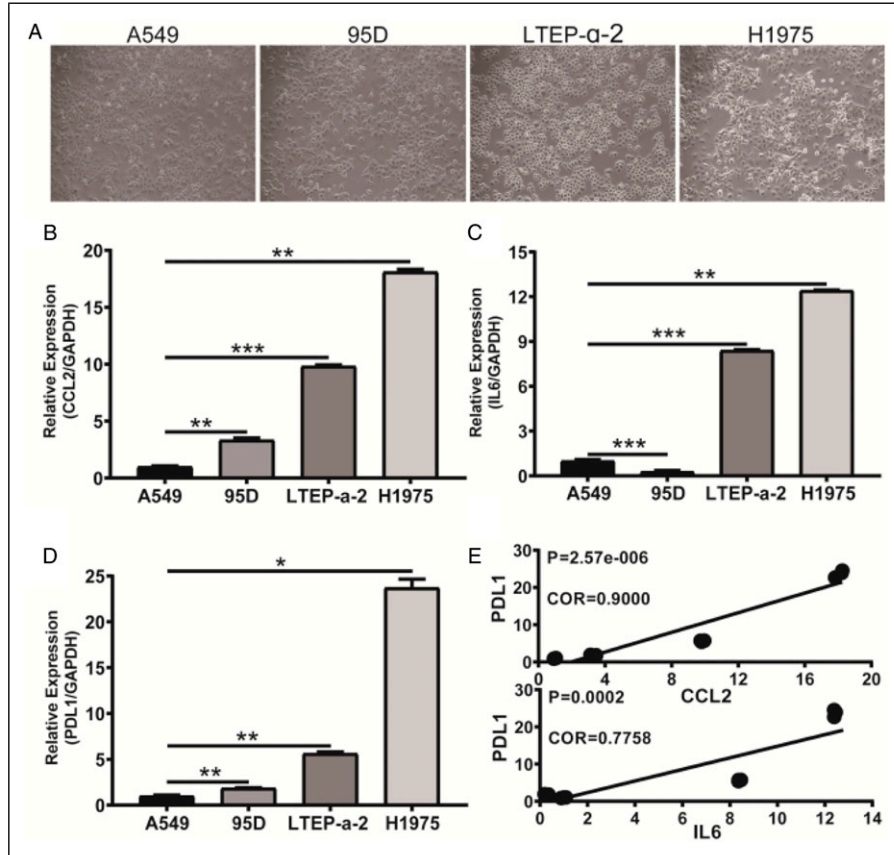 A
A549 95D LTEP-α-2 H1975
B
Relative Expression
(CCL2/GAPDH)
20
15
10
5
0
**
***
**
A549 95D LTEP-a-2 H1975
C
Relative Expression
(IL6/GAPDH)
15
12
9
6
3
0
**
***
***
A549 95D LTEP-a-2 H1975
D
Relative Expression
(PDL1/GAPDH)
25
20
15
10
5
0
*
**
**
A549 95D LTEP-a-2 H1975
E
PDL1
30
20
10
0
P=2.57e-006
COR=0.9000
0 4 8 12 16 20
CCL2
PDL1
30
20
10
0
P=0.0002
COR=0.7758
0 2 4 6 8 10 12 14
IL6